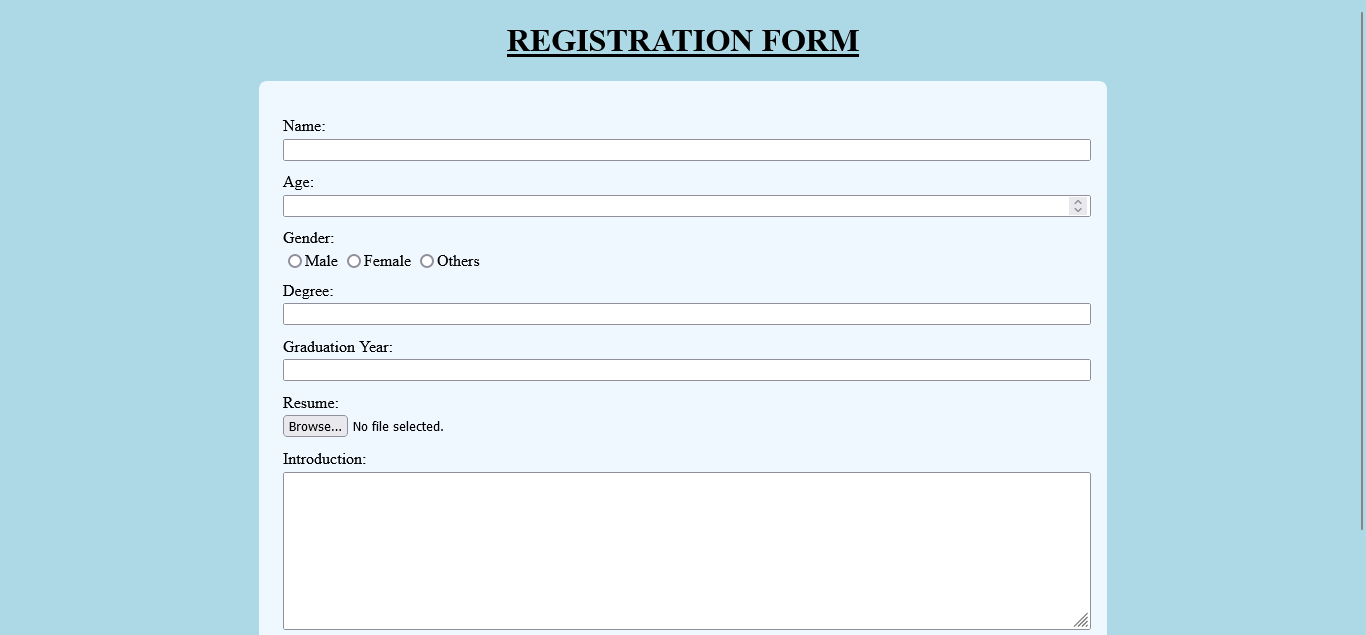 REGISTRATION FORM
Name:
Age:
Gender:
Male Female Others
Degree:
Graduation Year:
Resume:
Browse... No file selected.
Introduction: